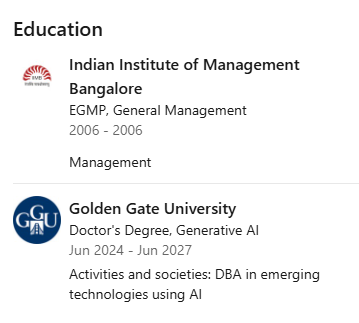 Education
Indian Institute of Management
Bangalore
EGMP, General Management
2006 - 2006
Management
Golden Gate University
Doctor's Degree, Generative AI
Jun 2024 - Jun 2027
Activities and societies: DBA in emerging
technologies using AI
GGU